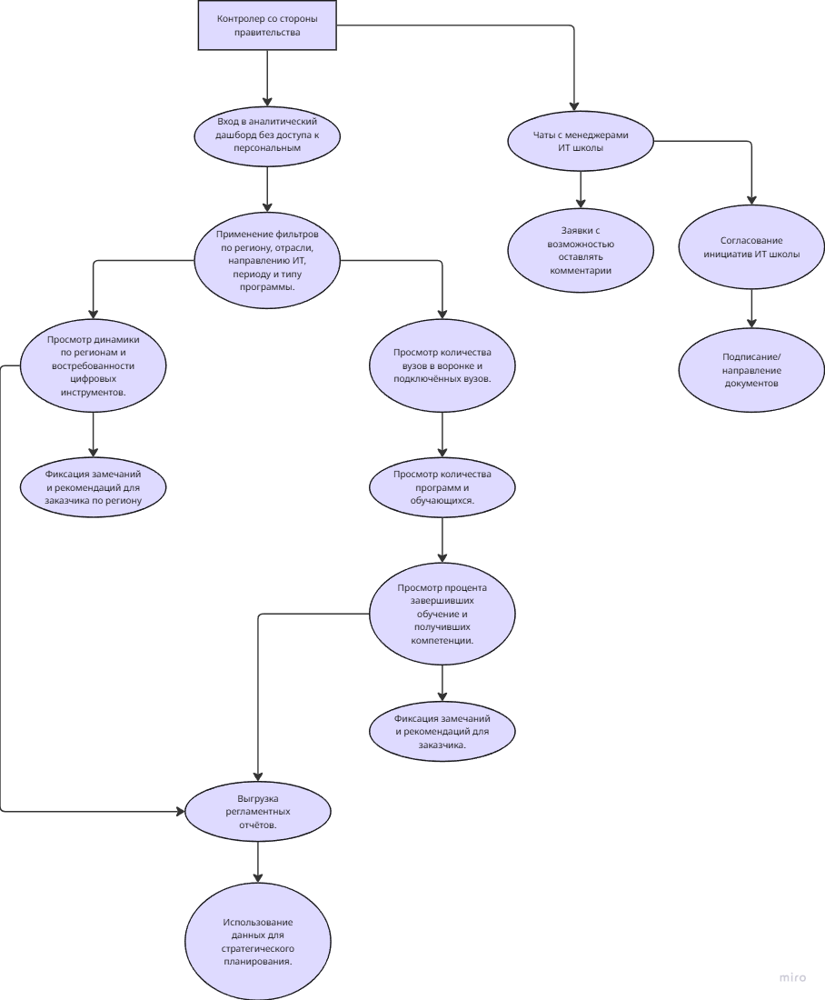 Контролер со стороны
правительства
Вход в аналитический
дашборд без доступа к
персональным
Чаты с менеджерами
ИТ школы
Применение фильтров
по региону, отрасли,
направлению ИТ,
периоду и типу
программы.
Заявки с
возможностью
оставлять
комментарии
Согласование
инициатив ИТ школы
Просмотр динамики
по регионам и
востребованности
цифровых
инструментов.
Просмотр количества
вузов в воронке и
подключённых вузов.
Подписание/
направление
документов
Фиксация замечаний
и рекомендаций для
заказчика по региону
Просмотр количества
программ и
обучающихся.
Просмотр процента
завершивших
обучение и
получивших
компетенции.
Фиксация замечаний
и рекомендаций для
заказчика.
Выгрузка
регламентных
отчётов.
Использование
данных для
стратегического
планирования.
miro